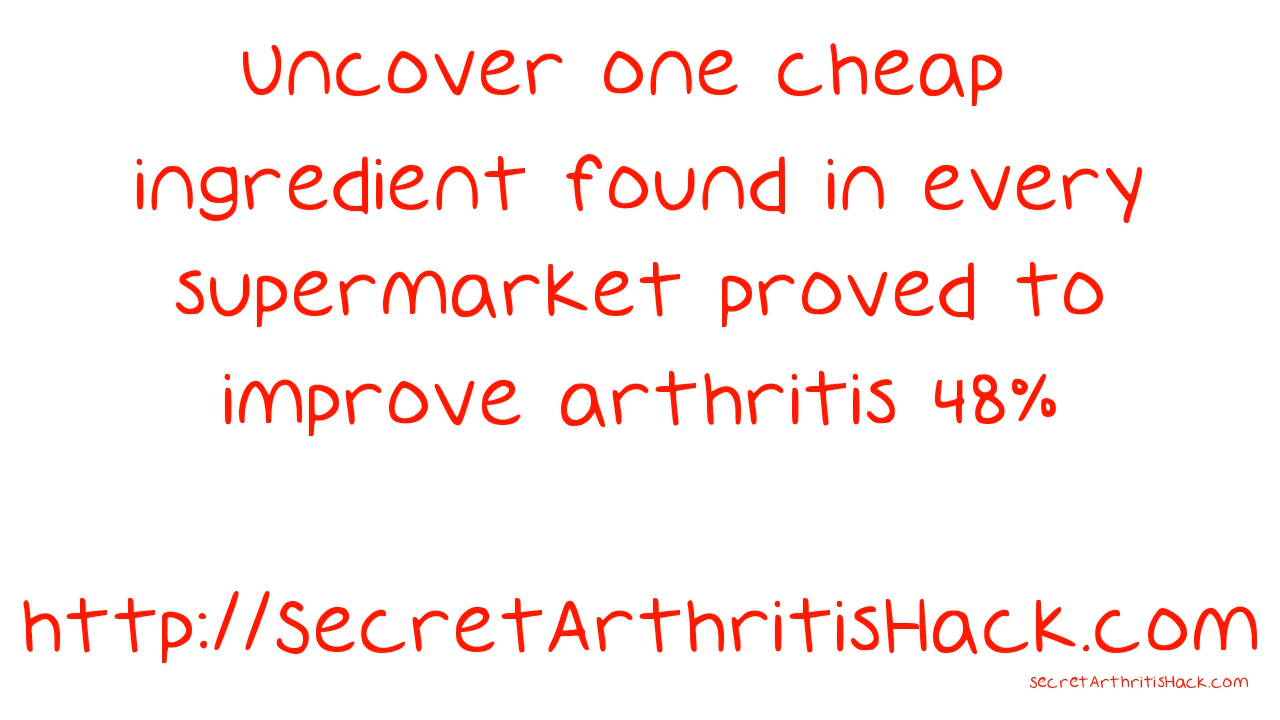 Uncover one cheap
ingredient found in every
supermarket proved to
improve arthritis 48%
http://SecretArthritisHack.com
SecretArthritisHack.com